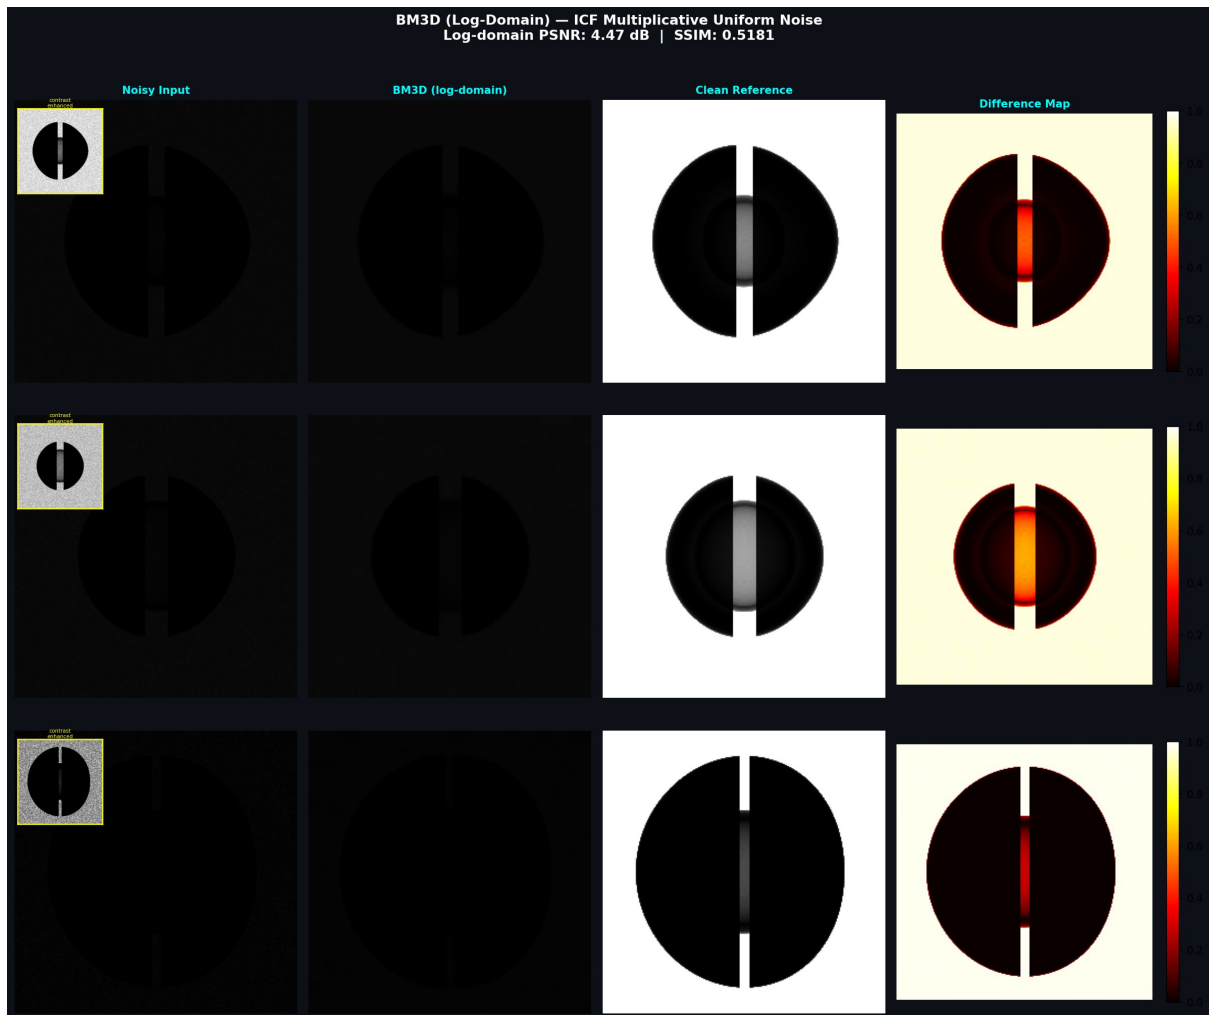 BM3D (Log-Domain) — ICF Multiplicative Uniform Noise
Log-domain PSNR: 4.47 dB | SSIM: 0.5181
Noisy Input
BM3D (log-domain)
Clean Reference
Difference Map
contrast
enhanced
1.0
0.8
0.6
0.4
0.2
0.0
contrast
enhanced
1.0
0.8
0.6
0.4
0.2
0.0
contrast
enhanced
1.0
0.8
0.6
0.4
0.2
0.0